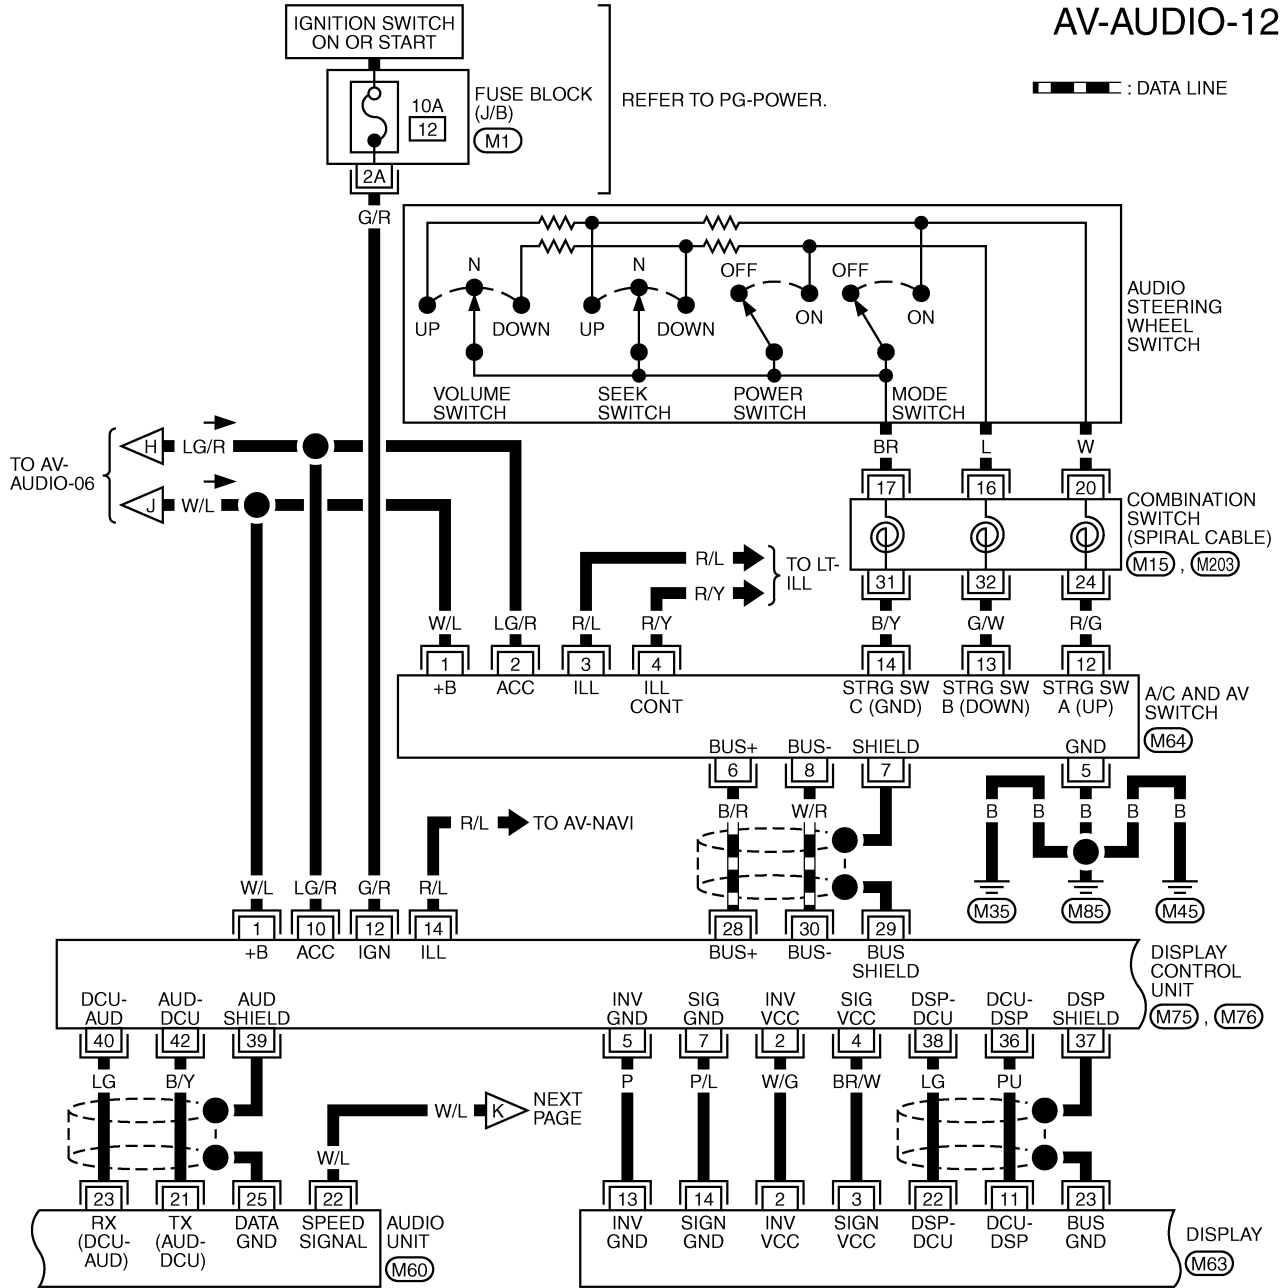 AV-AUDIO-12
IGNITION SWITCH
ON OR START
: DATA LINE
10A
12
FUSE BLOCK
(J/B)
M1
REFER TO PG-POWER.
2A
G/R
N
N
OFF
OFF
UP
DOWN
UP
DOWN
ON
ON
AUDIO
STEERING
WHEEL
SWITCH
VOLUME
SWITCH
SEEK
SWITCH
POWER
SWITCH
MODE
SWITCH
TO AV-
AUDIO-06
H
LG/R
J
W/L
BR
L
W
17
16
20
COMBINATION
SWITCH
(SPIRAL CABLE)
M15 , M203
R/L
R/Y
TO LT-
ILL
31
32
24
W/L
LG/R
R/L
R/Y
B/Y
G/W
R/G
1
2
3
4
14
13
12
+B
ACC
ILL
ILL
CONT
STRG SW
C (GND)
STRG SW
B (DOWN)
STRG SW
A (UP)
A/C AND AV
SWITCH
M64
BUS+
BUS-
SHIELD
GND
6
8
7
5
B/R
W/R
B
B
B
B
B
R/L
TO AV-NAVI
M35
M85
M45
W/L
LG/R
G/R
R/L
1
10
12
14
28
30
29
+B
ACC
IGN
ILL
BUS+
BUS-
BUS
SHIELD
DISPLAY
CONTROL
UNIT
M75 , M76
DCU-
AUD
AUD-
DCU
AUD
SHIELD
INV
GND
SIG
GND
INV
VCC
SIG
VCC
DSP-
DCU
DCU-
DSP
DSP
SHIELD
40
42
39
5
7
2
4
38
36
37
LG
B/Y
P
P/L
W/G
BR/W
LG
PU
W/L
K
NEXT
PAGE
W/L
23
21
25
22
13
14
2
3
22
11
23
RX
(DCU-
AUD)
TX
(AUD-
DCU)
DATA
GND
SPEED
SIGNAL
AUDIO
UNIT
M60
INV
GND
SIGN
GND
INV
VCC
SIGN
VCC
DSP-
DCU
DCU-
DSP
BUS
GND
DISPLAY
M63